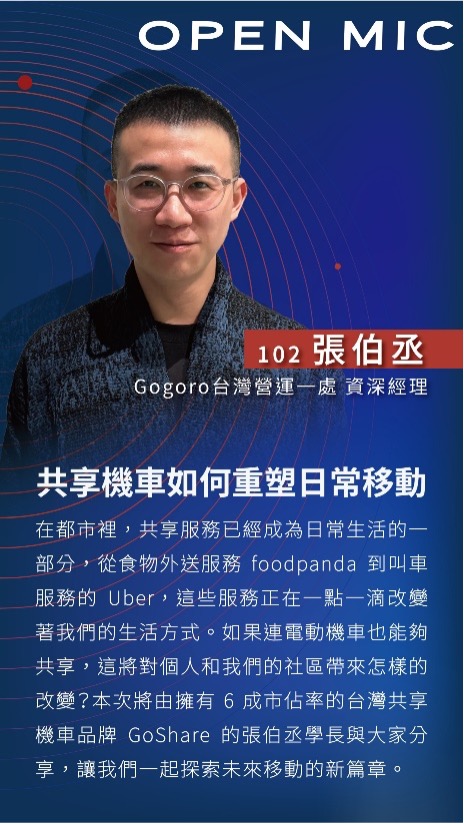 OPEN MIC
102 張伯丞
Gogoro台灣營運一處 資深經理
共享機車如何重塑日常移動
在都市裡，共享服務已經成為日常生活的一
部分，從食物外送服務 foodpanda 到叫車
服務的 Uber，這些服務正在一點一滴改變
著我們的生活方式。如果連電動機車也能夠
共享，這將對個人和我們的社區帶來怎樣的
改變?本次將由擁有 6 成市佔率的台灣共享
機車品牌 GoShare 的張伯丞學長與大家分
享，讓我們一起探索未來移動的新篇章。